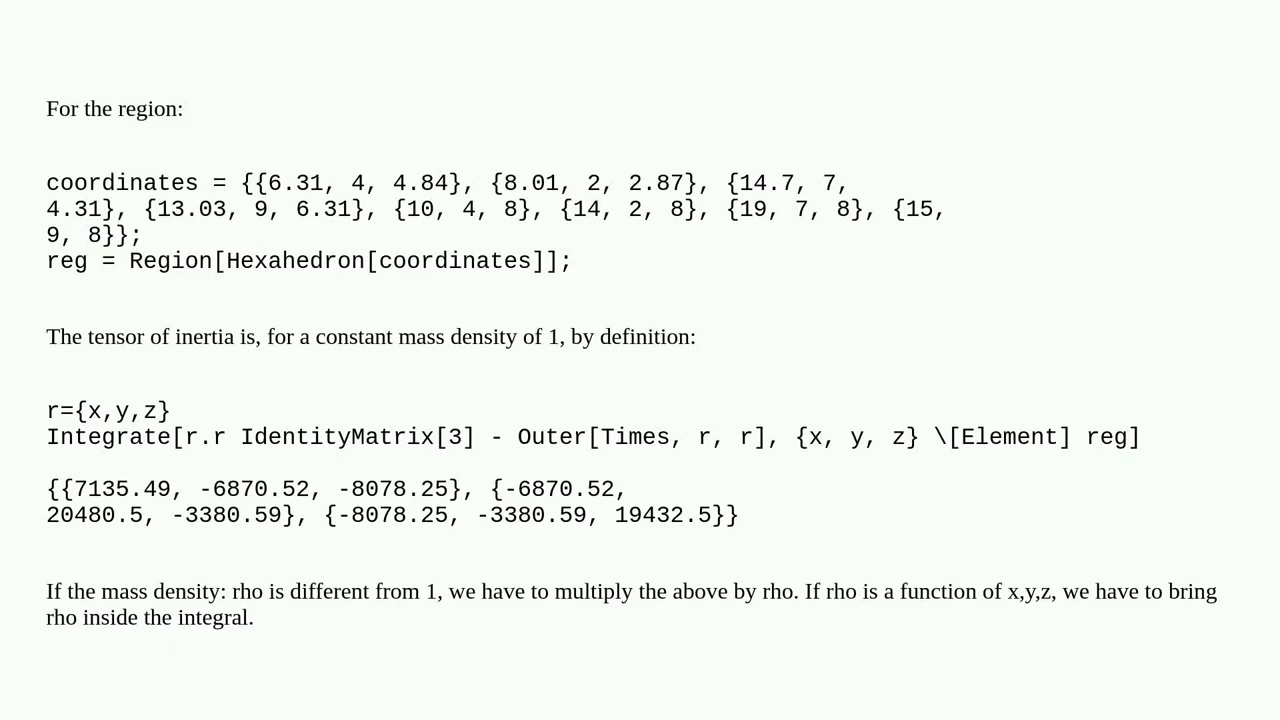 For the region:
coordinates = {{6.31, 4, 4.84}, {8.01, 2, 2.87}, {14.7, 7,
4.31}, {13.03, 9, 6.31}, {10, 4, 8}, {14, 2, 8}, {19, 7, 8}, {15,
9, 8}};
reg = Region[Hexahedron[coordinates]];
The tensor of inertia is, for a constant mass density of 1, by definition:
r={x,y,z}
Integrate[r.r IdentityMatrix[3] - Outer[Times, r, r], {x, y, z} \[Element] reg]
{{7135.49, -6870.52, -8078.25}, {-6870.52,
20480.5, -3380.59}, {-8078.25, -3380.59, 19432.5}}
If the mass density: rho is different from 1, we have to multiply the above by rho. If rho is a function of x,y,z, we have to bring
rho inside the integral.